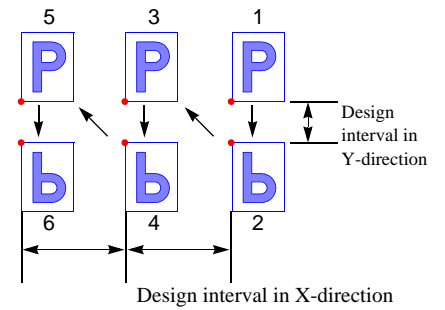 5 3 1
P P P
Design
interval in
Y-direction
P P P
6 4 2
Design interval in X-direction